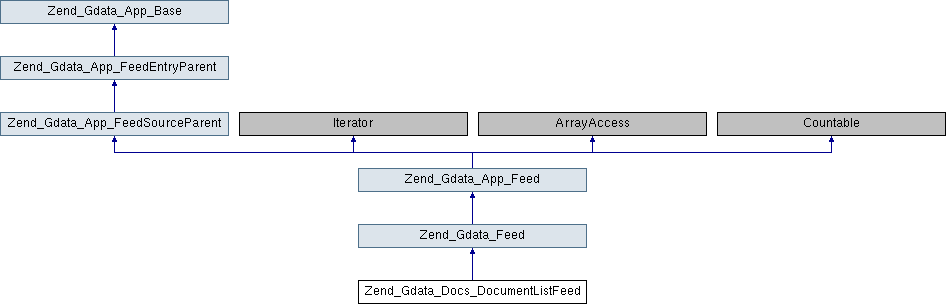 Zend_Gdata_App_Base
Zend_Gdata_App_FeedEntryParent
Zend_Gdata_App_FeedSourceParent
Iterator
ArrayAccess
Countable
Zend_Gdata_App_Feed
Zend_Gdata_Feed
Zend_Gdata_Docs_DocumentListFeed